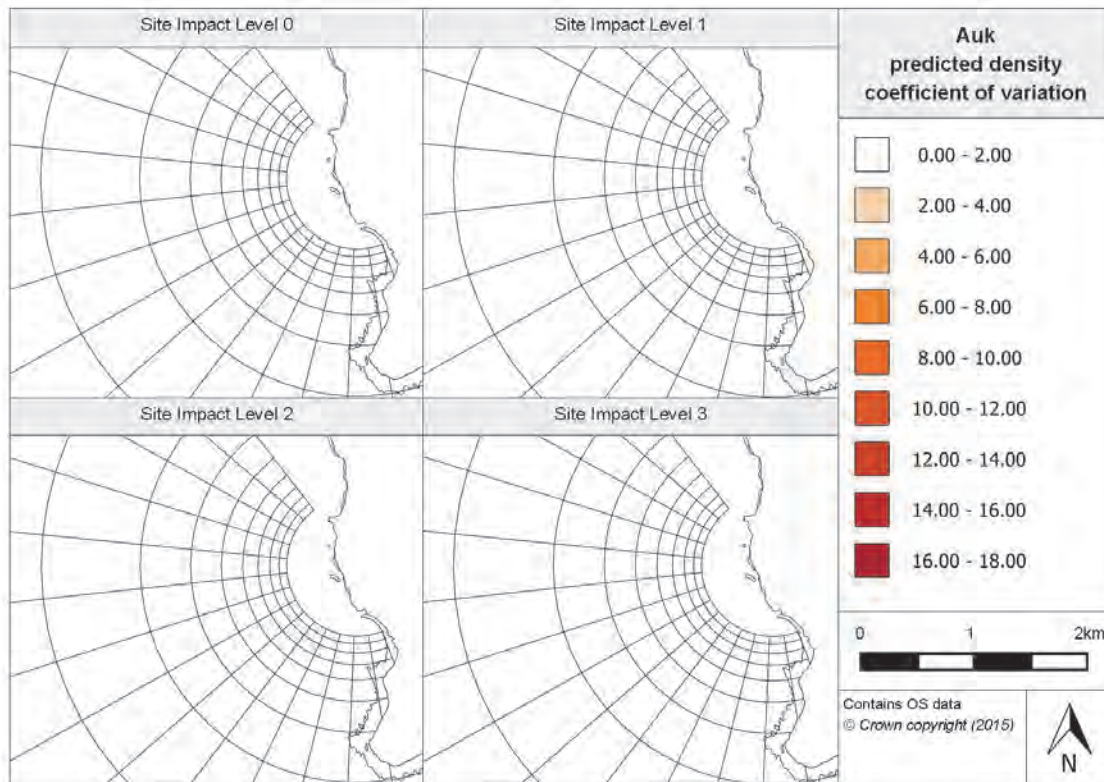 Site Impact Level 0
Site Impact Level 1
Site Impact Level 2
Site Impact Level 3
Auk
predicted density
coefficient of variation
0.00 - 2.00
2.00 - 4.00
4.00 - 6.00
6.00 - 8.00
8.00 - 10.00
10.00 - 12.00
12.00 - 14.00
14.00 - 16.00
16.00 - 18.00
0 1 2km
Contains OS data
© Crown copyright (2015)
N